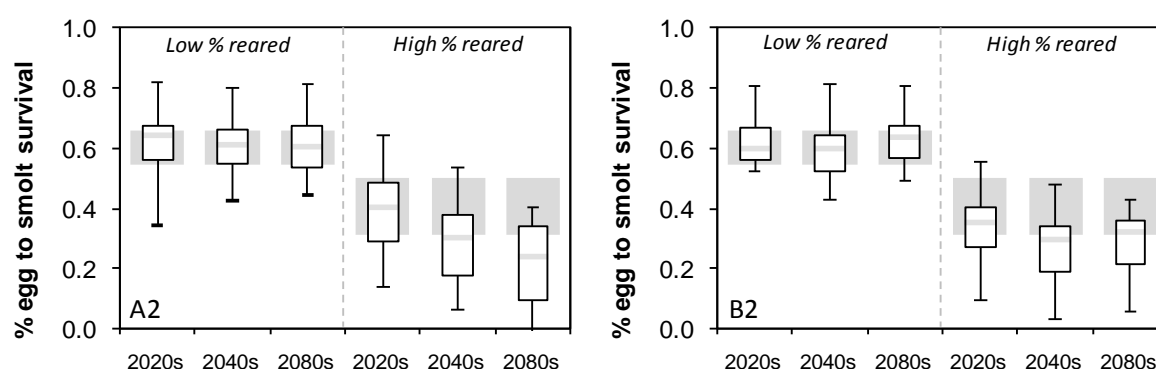 % egg to smolt survival
1.0
0.8
0.6
0.4
0.2
0.0
Low % reared
High % reared
A2
2020s 2040s 2080s 2020s 2040s 2080s
% egg to smolt survival
1.0
0.8
0.6
0.4
0.2
0.0
Low % reared
High % reared
B2
2020s 2040s 2080s 2020s 2040s 2080s